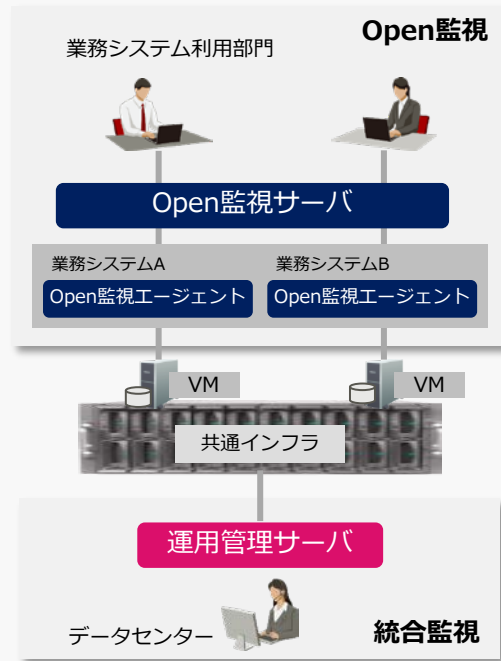 Open監視
業務システム利用部門
Open監視サーバ
業務システムA
業務システムB
Open監視エージェント
Open監視エージェント
VM
VM
共通インフラ
運用管理サーバ
データセンター
統合監視